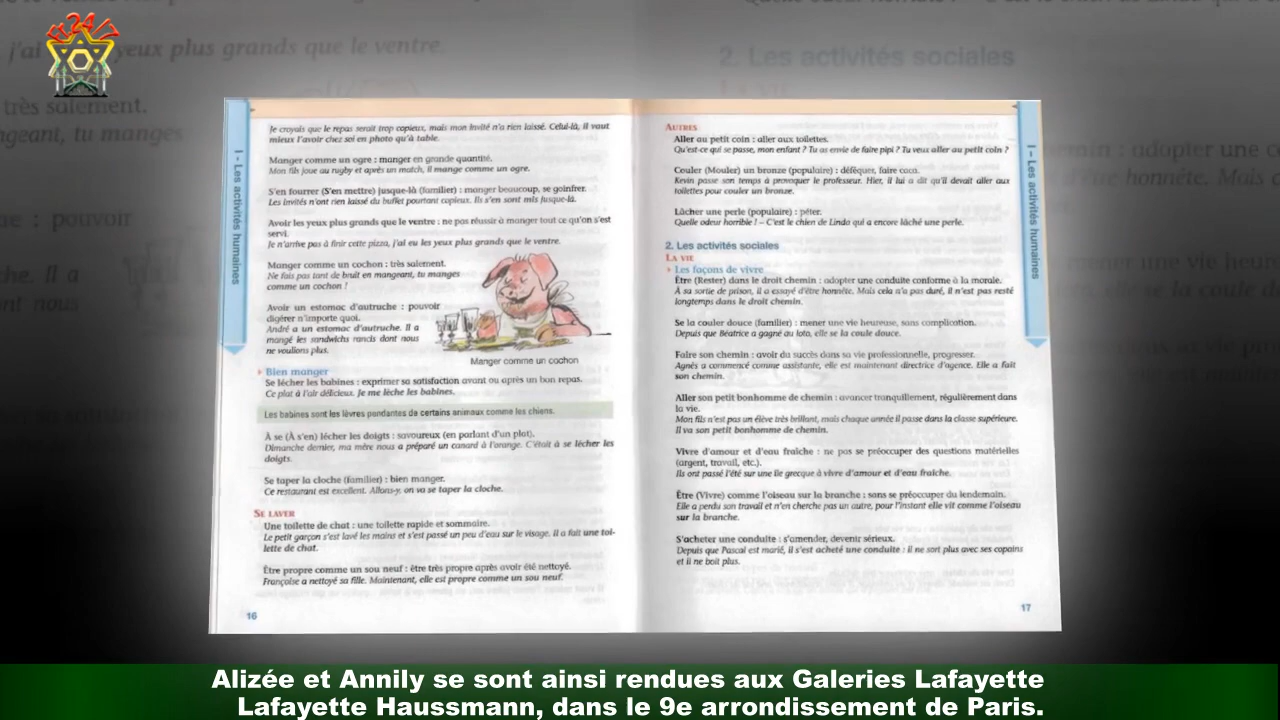 24
I - Les activités humaines
Je croyais que le repas serait trop copieux, mais mon invité n'a rien laissé. Celui-là, il vaut
mieux l'avoir chez soi en photo qu'à table.
Manger comme un ogre : manger en grande quantité.
Mon fils joue au rugby et après un match, il mange comme un ogre.
S'en fourrer (S'en mettre) jusque-là (familier) : manger beaucoup, se goinfrer.
Les invités n'ont rien laissé du buffet pourtant copieux. Ils s'en sont mis jusque-là.
Avoir les yeux plus grands que le ventre : ne pas réussir à manger tout ce qu'on s'est
servi.
Je n'arrive pas à finir cette pizza, j'ai eu les yeux plus grands que le ventre.
Manger comme un cochon : très salement.
Ne fais pas tant de bruit en mangeant, tu manges
comme un cochon !
Avoir un estomac d'autruche : pouvoir
digérer n'importe quoi.
André a un estomac d'autruche. Il a
mangé les sandwichs rancis dont nous
ne voulions plus.
Manger comme un cochon
Bien manger
Se lécher les babines : exprimer sa satisfaction avant ou après un bon repas.
Ce plat a l'air délicieux. Je me lèche les babines.
Les babines sont les lèvres pendantes de certains animaux comme les chiens.
À se (À s'en) lécher les doigts : savoureux (en parlant d'un plat).
Dimanche dernier, ma mère nous a préparé un canard à l'orange. C'était à se lécher les
doigts.
Se taper la cloche (familier) : bien manger.
Ce restaurant est excellent. Allons-y, on va se taper la cloche.
SE LAVER
Une toilette de chat : une toilette rapide et sommaire.
Le petit garçon s'est lavé les mains et s'est passé un peu d'eau sur le visage. Il a fait une toi-
lette de chat.
Être propre comme un sou neuf : être très propre après avoir été nettoyé.
Françoise a nettoyé sa fille. Maintenant, elle est propre comme un sou neuf.
16
AUTRES
Aller au petit coin : aller aux toilettes.
Qu'est-ce qui se passe, mon enfant ? Tu as envie de faire pipi ? Tu veux aller au petit coin ?
Couler (Mouler) un bronze (populaire) : déféquer, faire caca.
Kevin passe son temps à provoquer le professeur. Hier, il lui a dit qu'il devait aller aux
toilettes pour couler un bronze.
Lâcher une perle (populaire) : péter.
Quelle odeur horrible ! – C'est le chien de Linda qui a encore lâché une perle.
2. Les activités sociales
LA VIE
Les façons de vivre
Être (Rester) dans le droit chemin : adopter une conduite conforme à la morale.
À sa sortie de prison, il a essayé d'être honnête. Mais cela n'a pas duré, il n'est pas resté
longtemps dans le droit chemin.
Se la couler douce (familier) : mener une vie heureuse, sans complication.
Depuis que Béatrice a gagné au loto, elle se la coule douce.
Faire son chemin : avoir du succès dans sa vie professionnelle, progresser.
Agnès a commencé comme assistante, elle est maintenant directrice d'agence. Elle a fait
son chemin.
Aller son petit bonhomme de chemin : avancer tranquillement, régulièrement dans
la vie.
Mon fils n'est pas un élève très brillant, mais chaque année il passe dans la classe supérieure.
Il va son petit bonhomme de chemin.
Vivre d'amour et d'eau fraîche : ne pas se préoccuper des questions matérielles
(argent, travail, etc.).
Ils ont passé l'été sur une île grecque à vivre d'amour et d'eau fraîche.
Être (Vivre) comme l'oiseau sur la branche : sans se préoccuper du lendemain.
Elle a perdu son travail et n'en cherche pas un autre, pour l'instant elle vit comme l'oiseau
sur la branche.
S'acheter une conduite : s'amender, devenir sérieux.
Depuis que Pascal est marié, il s'est acheté une conduite : il ne sort plus avec ses copains
et il ne boit plus.
17
I - Les activités humaines
Alizée et Annily se sont ainsi rendues aux Galeries Lafayette
Lafayette Haussmann, dans le 9e arrondissement de Paris.